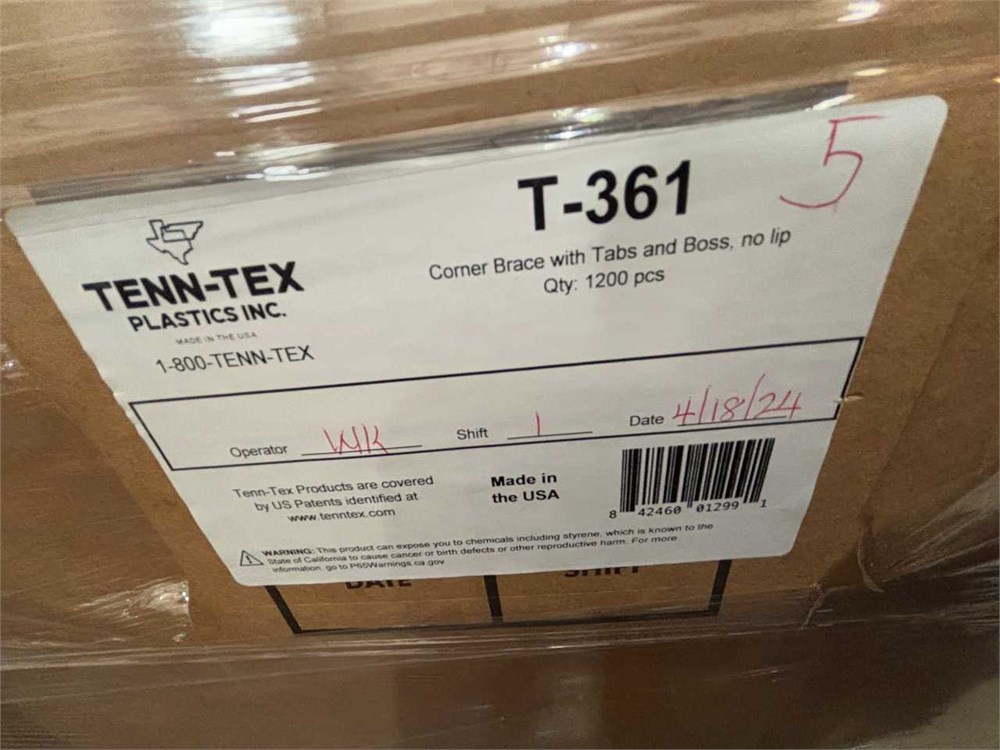 5
T-361
Corner Brace with Tabs and Boss, no lip
Qty: 1200 pcs
TENN-TEX
PLASTICS INC.
MADE IN THE USA
1-800-TENN-TEX
Operator WK Shift 1 Date 4/18/24
Tenn-Tex Products are covered
by US Patents identified at
www.tenntex.com
Made in
the USA
8 42460 01299 1
WARNING: This product can expose you to chemicals including styrene, which is known to the
State of California to cause cancer or birth defects or other reproductive harm. For more
information, go to P65Warnings.ca.gov
DATE SHIFT